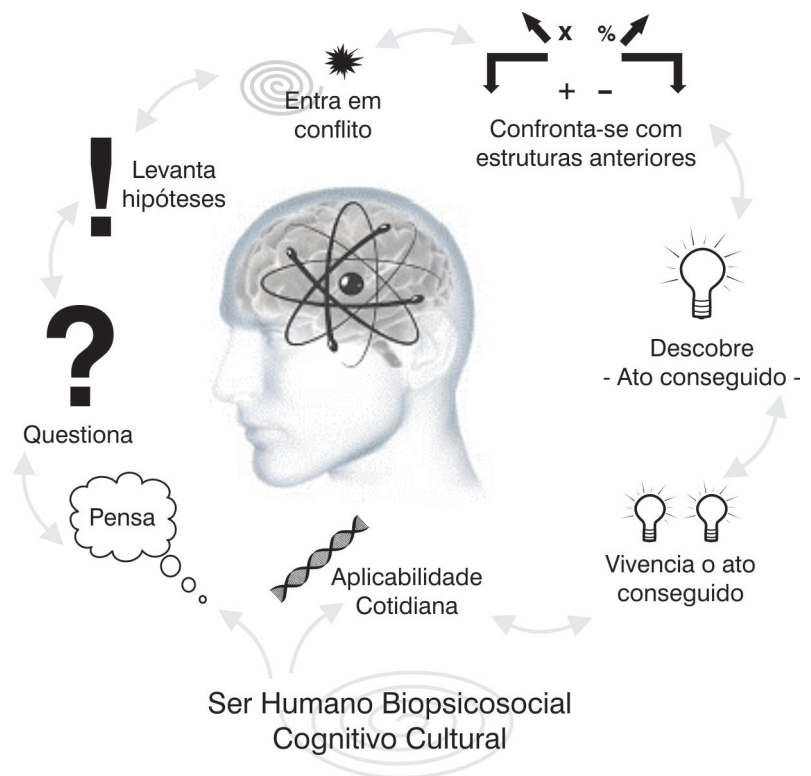 x %
+ -
Entra em
conflito
Confronta-se com
estruturas anteriores
!
Levanta
hipóteses
?
Questiona
Descobre
- Ato conseguido -
Pensa
Vivencia o ato
conseguido
Aplicabilidade
Cotidiana
Ser Humano Biopsicosocial
Cognitivo Cultural